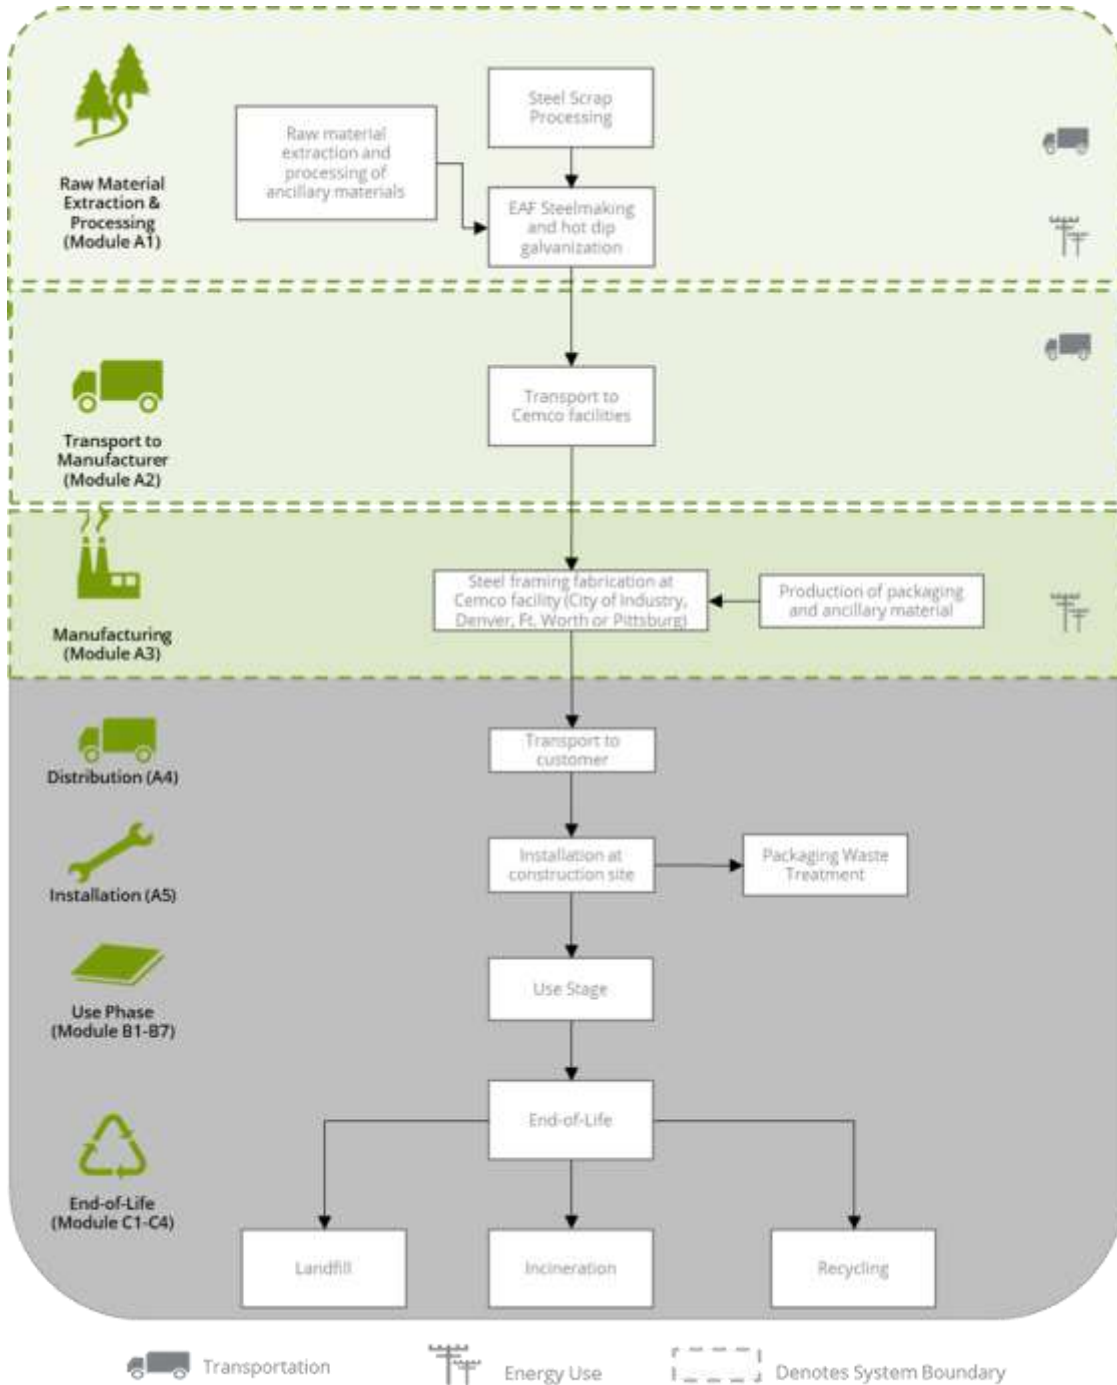 Raw Material
Extraction &
Processing
(Module A1)
Raw material
extraction and
processing of
ancillary materials
Steel Scrap
Processing
EAF Steelmaking
and hot dip
galvanization
Transport to
Manufacturer
(Module A2)
Transport to
Cemco facilities
Manufacturing
(Module A3)
Steel framing fabrication at
Cemco facility (City of Industry,
Denver, Ft. Worth or Pittsburg)
Production of packaging
and ancillary material
Distribution (A4)
Transport to
customer
Installation (A5)
Installation at
construction site
Packaging Waste
Treatment
Use Phase
(Module B1-B7)
Use Stage
End-of-Life
(Module C1-C4)
End-of-Life
Landfill
Incineration
Recycling
Transportation
Energy Use
Denotes System Boundary